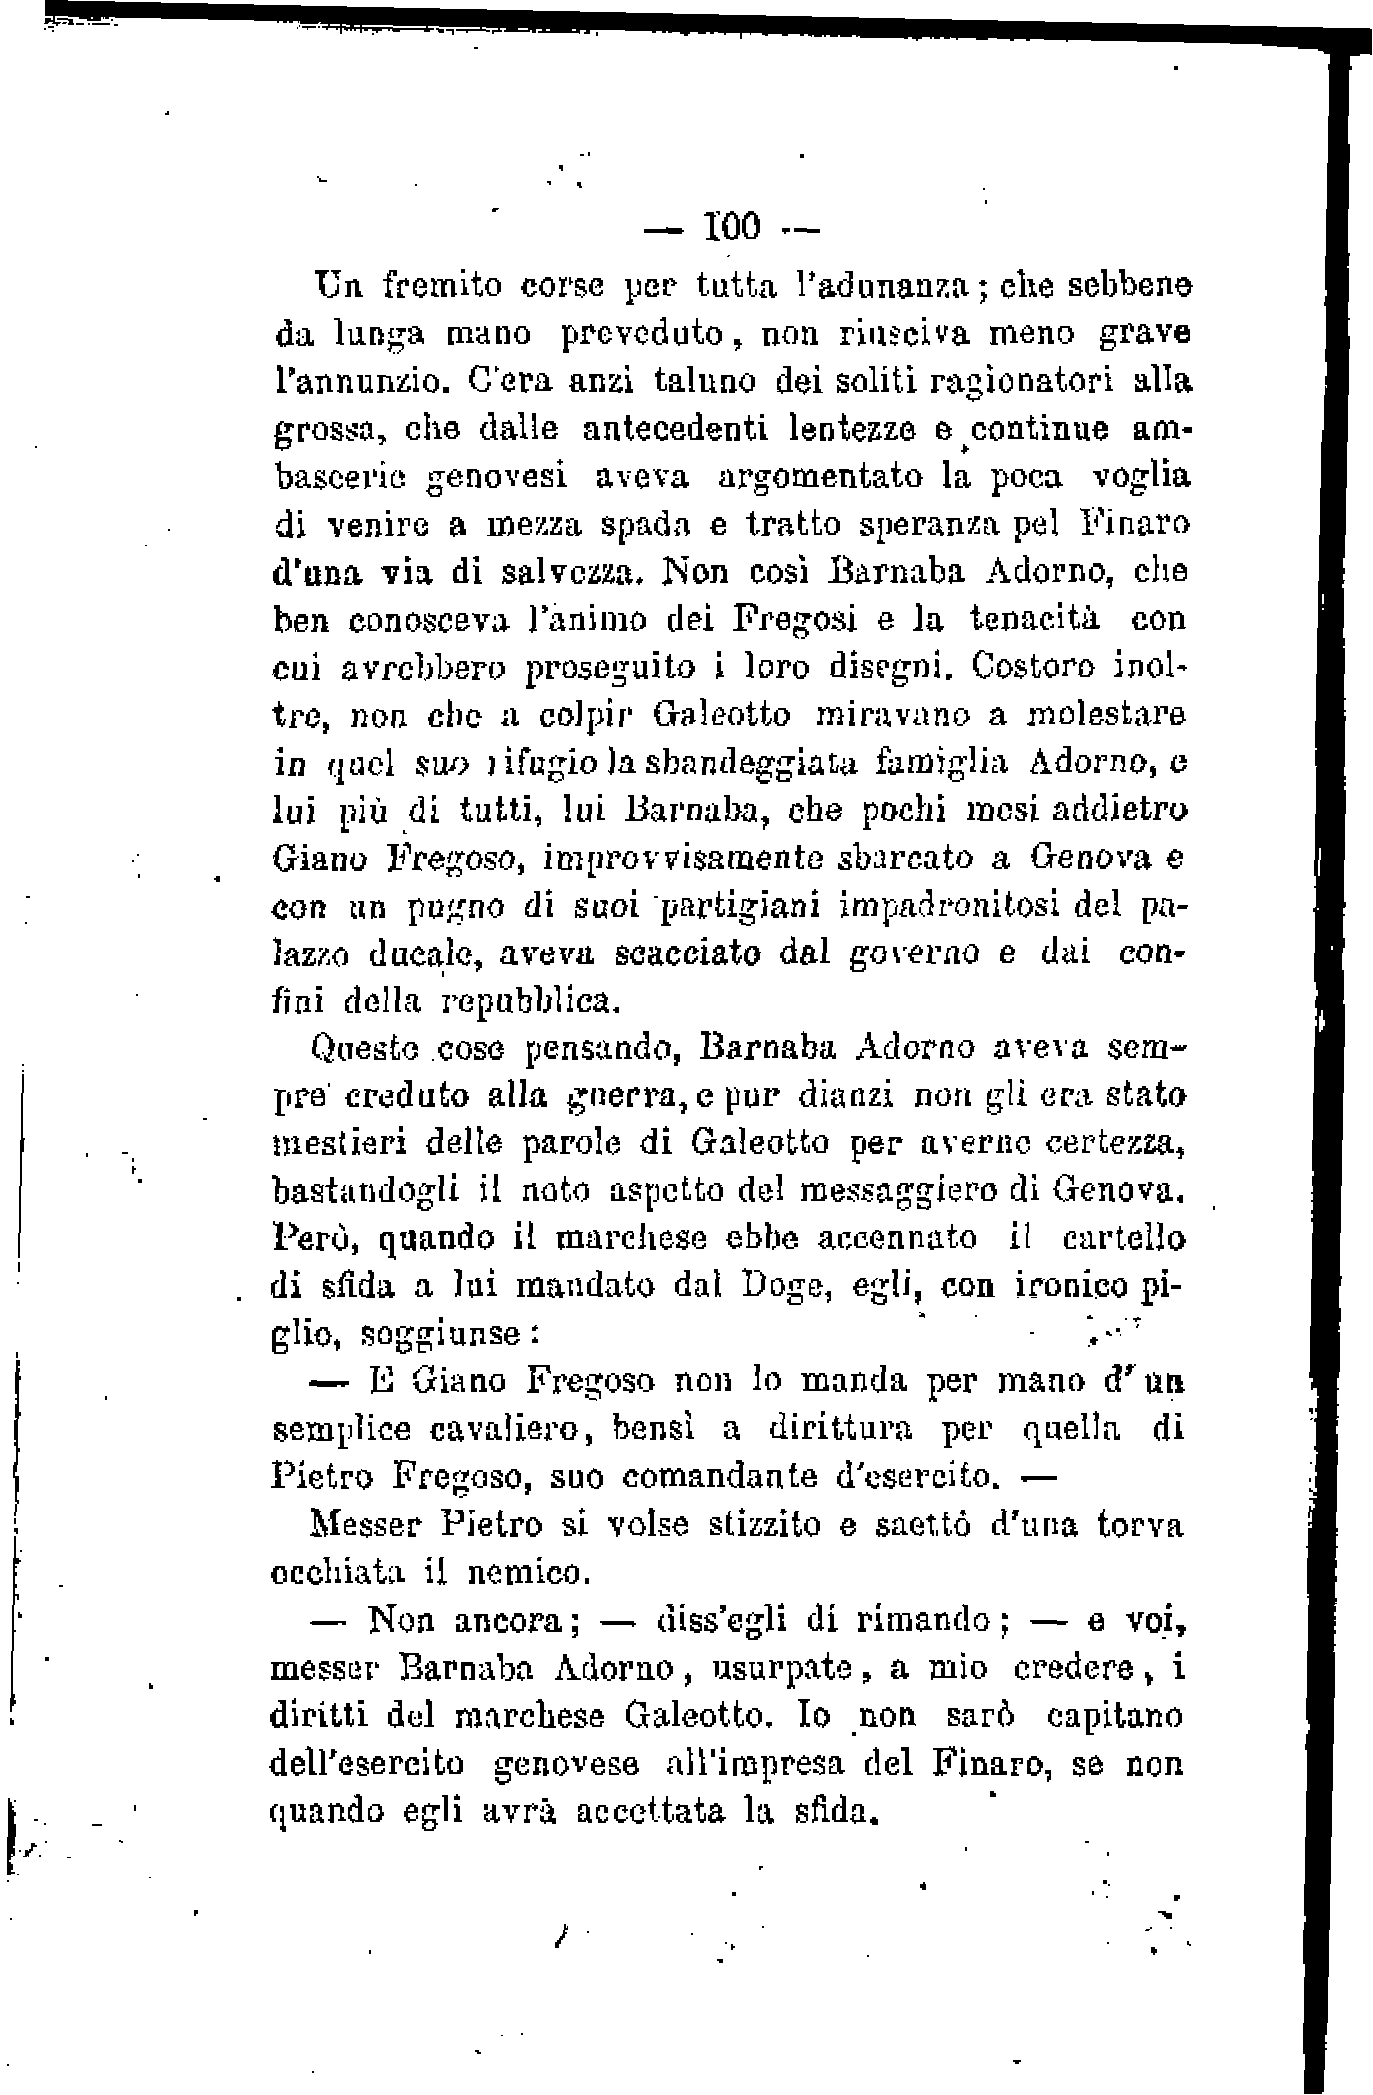 — 100 —
Un fremito corse per tutta l'adunanza; che sebbene
da lunga mano preveduto, non riusciva meno grave
l'annunzio. C'era anzi taluno dei soliti ragionatori alla
grossa, che dalle antecedenti lentezze e continue am-
bascerie genovesi aveva argomentato la poca voglia
di venire a mezza spada e tratto speranza pel Finaro
d'una via di salvezza. Non così Barnaba Adorno, che
ben conosceva l'animo dei Fregosi e la tenacità con
cui avrebbero proseguito i loro disegni. Costoro inol-
tre, non che a colpir Galeotto miravano a molestare
in quel suo rifugio la sbandeggiata famiglia Adorno, e
lui più di tutti, lui Barnaba, che pochi mesi addietro
Giano Fregoso, improvvisamente sbarcato a Genova e
con un pugno di suoi partigiani impadronitosi del pa-
lazzo ducale, aveva scacciato dal governo e dai con-
fini della repubblica.
Queste cose pensando, Barnaba Adorno aveva sem-
pre creduto alla guerra, e pur dianzi non gli era stato
mestieri delle parole di Galeotto per averne certezza,
bastandogli il noto aspetto del messaggiero di Genova.
Però, quando il marchese ebbe accennato il cartello
di sfida a lui mandato dal Doge, egli, con ironico pi-
glio, soggiunse:
— E Giano Fregoso non lo manda per mano d'un
semplice cavaliero, bensì a dirittura per quella di
Pietro Fregoso, suo comandante d'esercito. —
Messer Pietro si volse stizzito e saettò d'una torva
occhiata il nemico.
— Non ancora; — diss'egli di rimando; — e voi,
messer Barnaba Adorno, usurpate, a mio credere, i
diritti del marchese Galeotto. Io non sarò capitano
dell'esercito genovese all'impresa del Finaro, se non
quando egli avrà accettata la sfida.